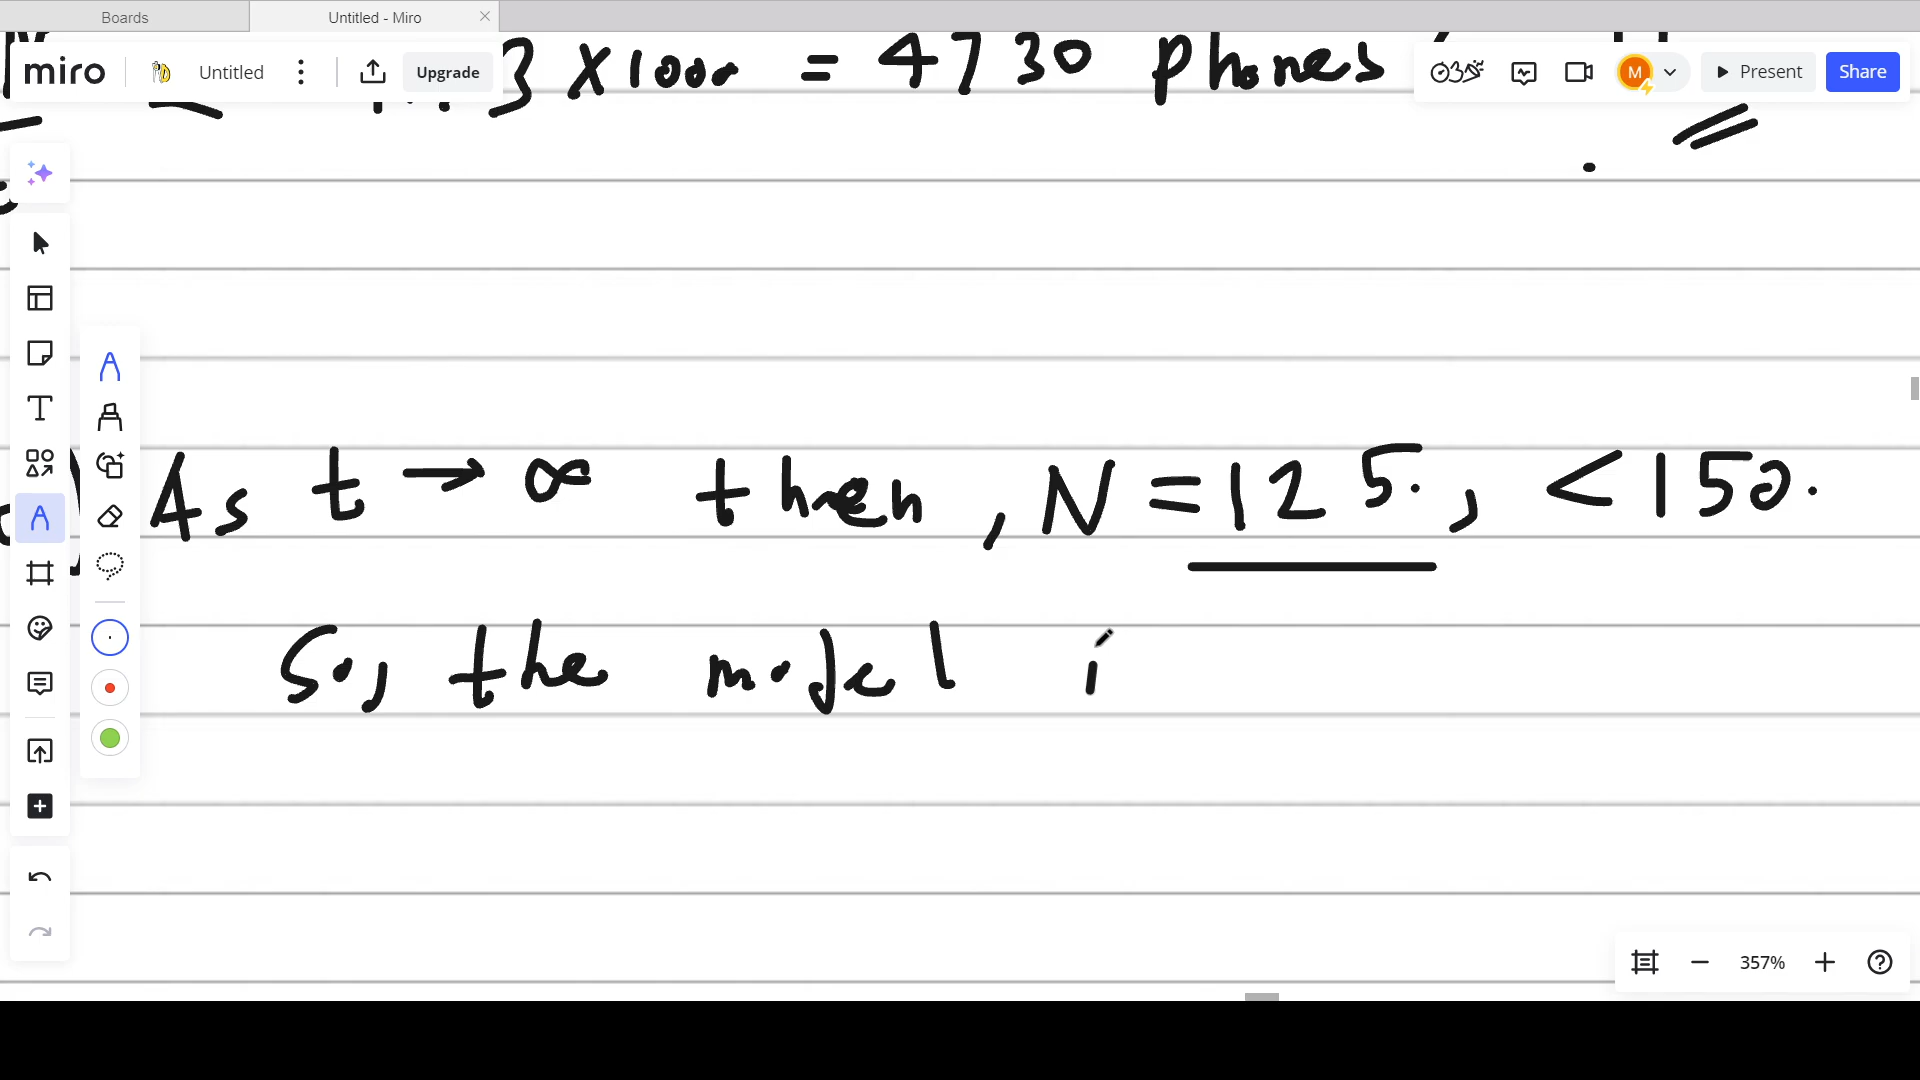 Boards
Untitled - Miro
miro
Untitled
Upgrade
Present
Share
3 x 1000 = 4730 phones
As t → ∞ then, N = 125., < 150.
So, the model i
357%